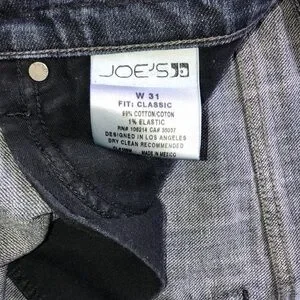 JOE'S
W 31
FIT: CLASSIC
99% COTTON/COTON
1% ELASTIC
RN# 106214 CA# 30037
DESIGNED IN LOS ANGELES
DRY CLEAN RECOMMENDED
MADE IN MEXICO